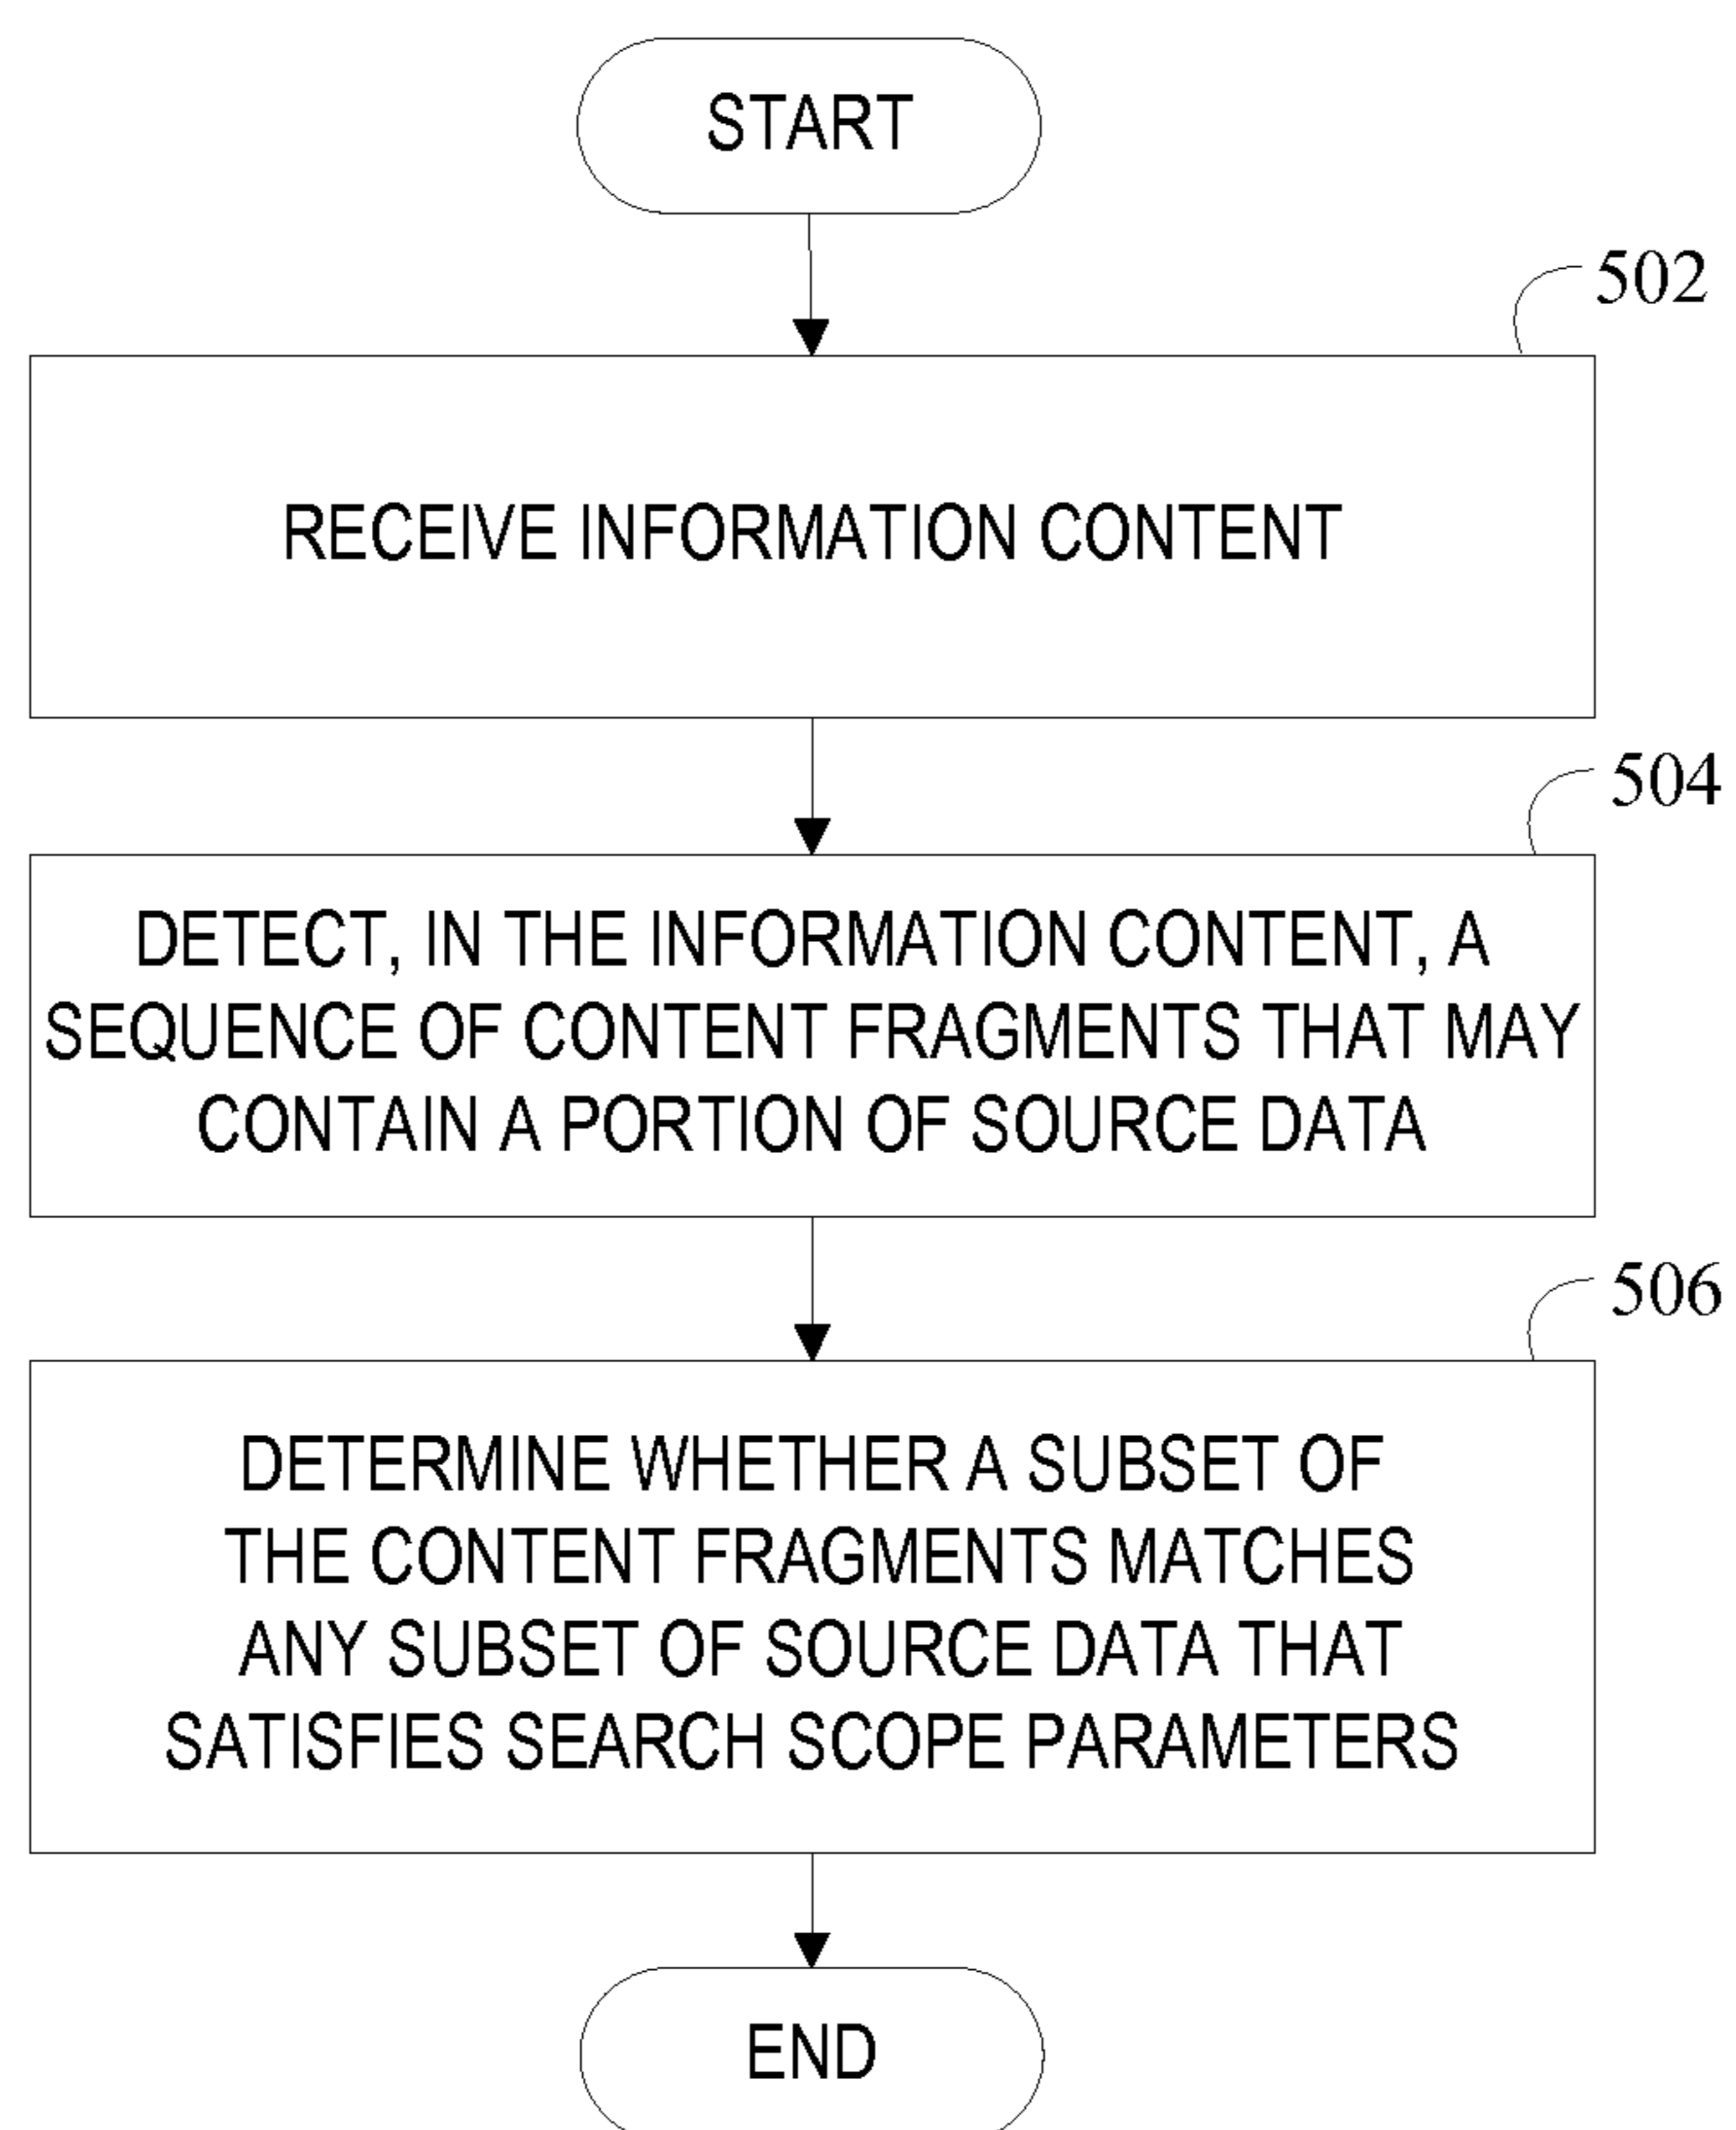 START
502
RECEIVE INFORMATION CONTENT
504
DETECT, IN THE INFORMATION CONTENT, A
SEQUENCE OF CONTENT FRAGMENTS THAT MAY
CONTAIN A PORTION OF SOURCE DATA
506
DETERMINE WHETHER A SUBSET OF
THE CONTENT FRAGMENTS MATCHES
ANY SUBSET OF SOURCE DATA THAT
SATISFIES SEARCH SCOPE PARAMETERS
END